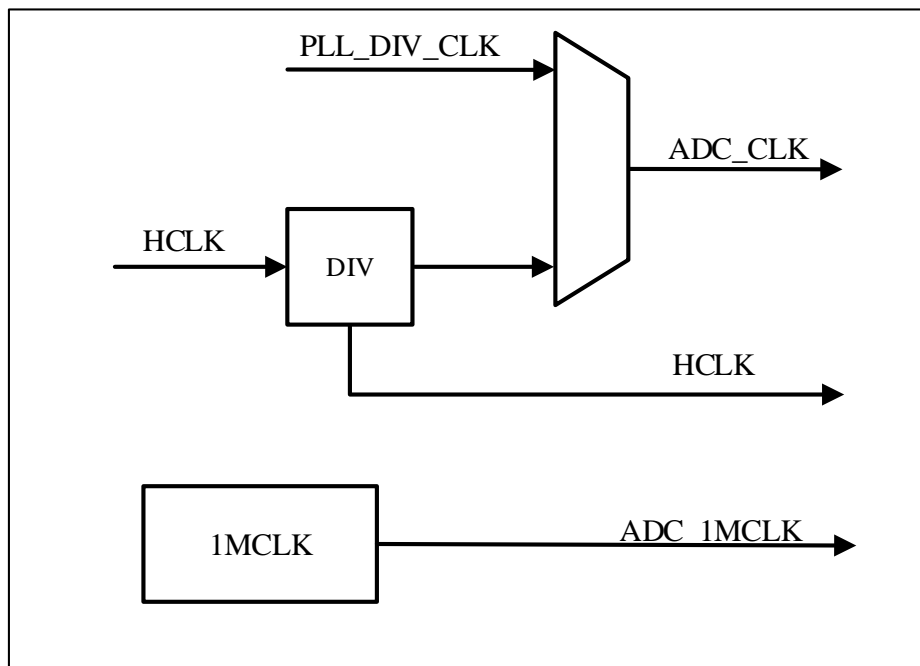 PLL_DIV_CLK
ADC_CLK
HCLK
DIV
HCLK
1MCLK
ADC_1MCLK